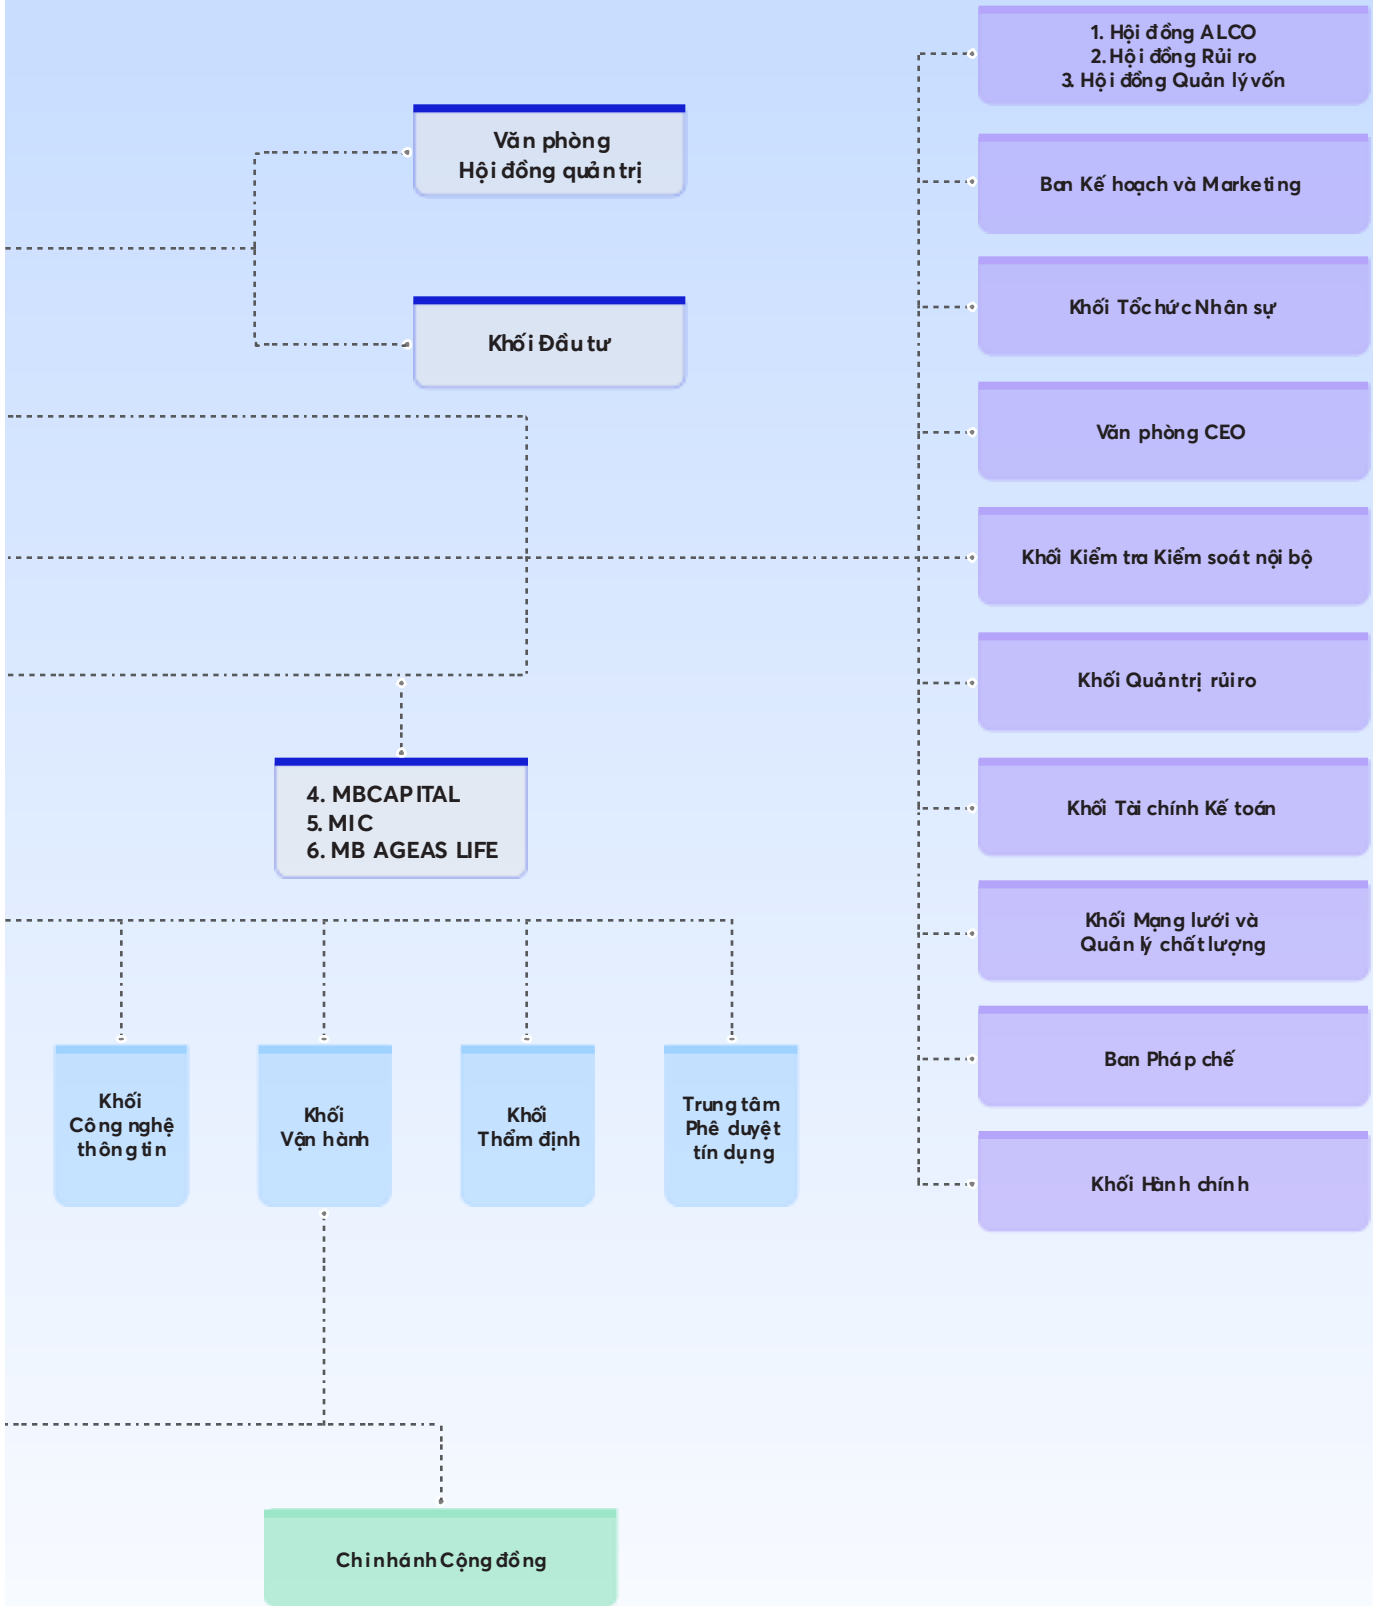 Văn phòng
Hội đồng quản trị
Khối Đầu tư
4. MBCAPITAL
5. MIC
6. MB AGEAS LIFE
Khối
Công nghệ
thông tin
Khối
Vận hành
Khối
Thẩm định
Trung tâm
Phê duyệt
tín dụng
Chi nhánh Cộng đồng
1. Hội đồng ALCO
2. Hội đồng Rủi ro
3. Hội đồng Quản lý vốn
Ban Kế hoạch và Marketing
Khối Tổ chức Nhân sự
Văn phòng CEO
Khối Kiểm tra Kiểm soát nội bộ
Khối Quản trị rủi ro
Khối Tài chính Kế toán
Khối Mạng lưới và
Quản lý chất lượng
Ban Pháp chế
Khối Hành chính